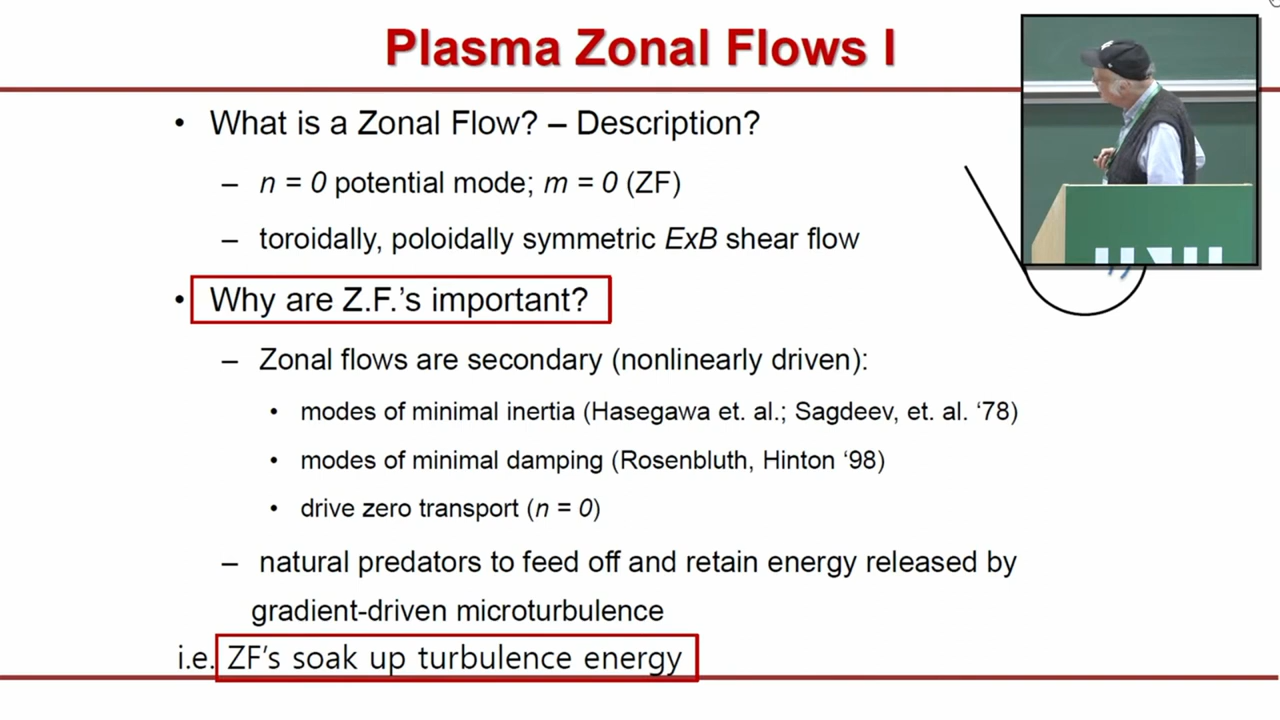 Plasma Zonal Flows I
• What is a Zonal Flow? – Description?
– n = 0 potential mode; m = 0 (ZF)
– toroidally, poloidally symmetric ExB shear flow
• Why are Z.F.'s important?
– Zonal flows are secondary (nonlinearly driven):
• modes of minimal inertia (Hasegawa et. al.; Sagdeev, et. al. '78)
• modes of minimal damping (Rosenbluth, Hinton '98)
• drive zero transport (n = 0)
– natural predators to feed off and retain energy released by
gradient-driven microturbulence
i.e. ZF's soak up turbulence energy